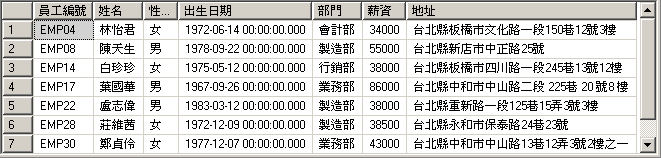 員工編號 姓名 性... 出生日期 部門 薪資 地址
1 EMP04 林怡君 女 1972-06-14 00:00:00.000 會計部 34000 台北縣板橋市文化路一段150巷12號3樓
2 EMP08 陳天生 男 1978-09-22 00:00:00.000 製造部 55000 台北縣新店市中正路25號
3 EMP14 白珍珍 女 1975-05-12 00:00:00.000 行銷部 38000 台北縣板橋市四川路一段245巷13號12樓
4 EMP17 葉國華 男 1967-09-26 00:00:00.000 業務部 86000 台北縣中和市中山路二段 225巷 20號8樓
5 EMP22 盧志偉 男 1983-03-12 00:00:00.000 製造部 38000 台北縣重新路一段125巷15弄3號3樓
6 EMP28 莊維茜 女 1972-12-09 00:00:00.000 製造部 38500 台北縣永和市保泰路24巷23號
7 EMP30 鄭貞伶 女 1977-12-07 00:00:00.000 業務部 43000 台北縣中和市中山路13巷12弄3號2樓之一